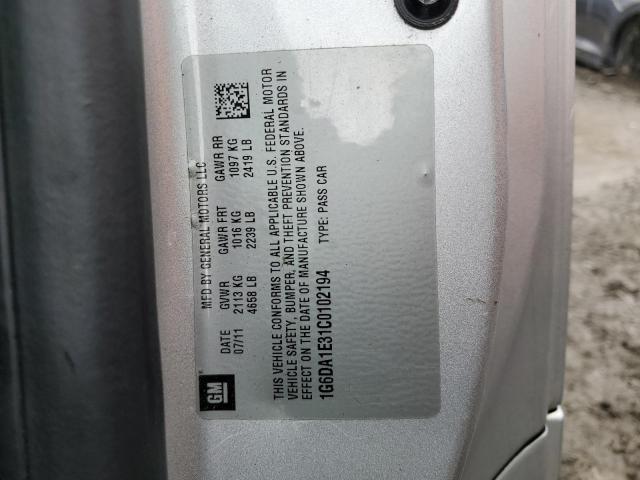 GM
MFD BY GENERAL MOTORS LLC
DATE GVWR GAWR FRT GAWR RR
07/11 2113 KG 1016 KG 1097 KG
4658 LB 2239 LB 2419 LB
THIS VEHICLE CONFORMS TO ALL APPLICABLE U.S. FEDERAL MOTOR
VEHICLE SAFETY, BUMPER, AND THEFT PREVENTION STANDARDS IN
EFFECT ON THE DATE OF MANUFACTURE SHOWN ABOVE.
1G6DA1E31C0102194 TYPE: PASS CAR